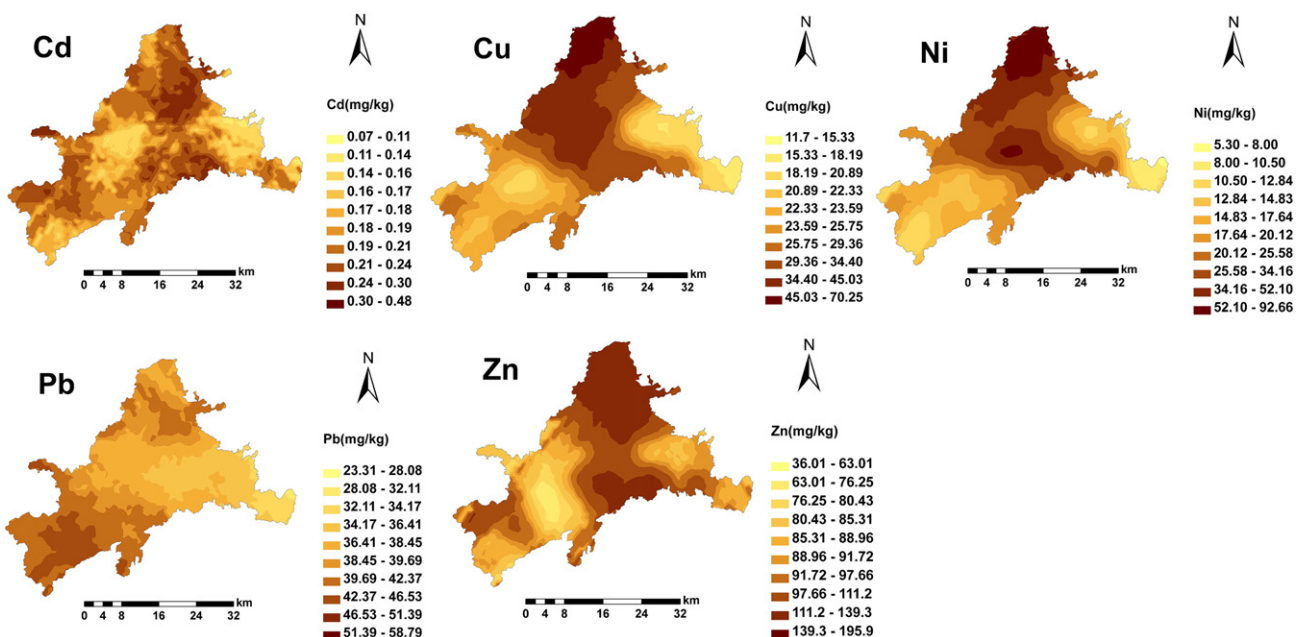 Cd
N
Cd(mg/kg)
0.07 - 0.11
0.11 - 0.14
0.14 - 0.16
0.16 - 0.17
0.17 - 0.18
0.18 - 0.19
0.19 - 0.21
0.21 - 0.24
0.24 - 0.30
0.30 - 0.48
km
0 4 8 16 24 32
Cu
N
Cu(mg/kg)
11.7 - 15.33
15.33 - 18.19
18.19 - 20.89
20.89 - 22.33
22.33 - 23.59
23.59 - 25.75
25.75 - 29.36
29.36 - 34.40
34.40 - 45.03
45.03 - 70.25
km
0 4 8 16 24 32
Ni
N
Ni(mg/kg)
5.30 - 8.00
8.00 - 10.50
10.50 - 12.84
12.84 - 14.83
14.83 - 17.64
17.64 - 20.12
20.12 - 25.58
25.58 - 34.16
34.16 - 52.10
52.10 - 92.66
km
0 4 8 16 24 32
Pb
N
Pb(mg/kg)
23.31 - 28.08
28.08 - 32.11
32.11 - 34.17
34.17 - 36.41
36.41 - 38.45
38.45 - 39.69
39.69 - 42.37
42.37 - 46.53
46.53 - 51.39
51.39 - 58.79
km
0 4 8 16 24 32
Zn
N
Zn(mg/kg)
36.01 - 63.01
63.01 - 76.25
76.25 - 80.43
80.43 - 85.31
85.31 - 88.96
88.96 - 91.72
91.72 - 97.66
97.66 - 111.2
111.2 - 139.3
139.3 - 195.9
km
0 4 8 16 24 32